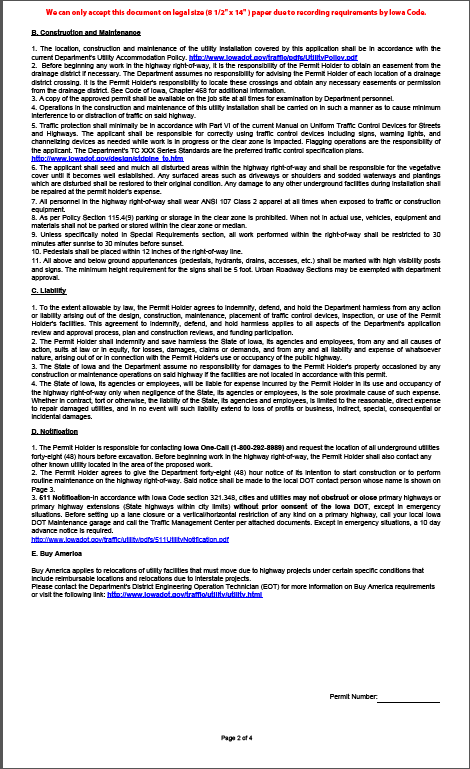 We can only accept this document on legal size (8 1/2" x 14" ) paper due to recording requirements by Iowa Code.
B. Construction and Maintenance
1. The location, construction and maintenance of the utility installation covered by this application shall be in accordance with the
current Department's Utility Accommodation Policy. http://www.iowadot.gov/traffic/pdfs/UtilityPolicy.pdf
2. Before beginning any work in the highway right-of-way, it is the responsibility of the Permit Holder to obtain an easement from the
drainage district if necessary. The Department assumes no responsibility for advising the Permit Holder of each location of a drainage
district crossing. It is the Permit Holder's responsibility to locate these crossings and obtain any necessary easements or permission
from the drainage district. See Code of Iowa, Chapter 468 for additional information.
3. A copy of the approved permit shall be available on the job site at all times for examination by Department personnel.
4. Operations in the construction and maintenance of this utility installation shall be carried on in such a manner as to cause minimum
interference to or distraction of traffic on said highway.
5. Traffic protection shall minimally be in accordance with Part VI of the current Manual on Uniform Traffic Control Devices for Streets
and Highways. The applicant shall be responsible for correctly using traffic control devices including signs, warning lights, and
channelizing devices as needed while work is in progress or the clear zone is impacted. Flagging operations are the responsibility of
the applicant. The Department's TC XXX Series Standards are the preferred traffic control specification plans.
http://www.iowadot.gov/design/stdplne_tc.htm
6. The applicant shall seed and mulch all disturbed areas within the highway right-of-way and shall be responsible for the vegetative
cover until it becomes well established. Any surfaced areas such as driveways or shoulders and sodded waterways and plantings
which are disturbed shall be restored to their original condition. Any damage to any other underground facilities during installation shall
be repaired at the permit holder's expense.
7. All personnel in the highway right-of-way shall wear ANSI 107 Class 2 apparel at all times when exposed to traffic or construction
equipment.
8. As per Policy Section 115.4(9) parking or storage in the clear zone is prohibited. When not in actual use, vehicles, equipment and
materials shall not be parked or stored within the clear zone or median.
9. Unless specifically noted in Special Requirements section, all work performed within the right-of-way shall be restricted to 30
minutes after sunrise to 30 minutes before sunset.
10. Pedestals shall be placed within 12 inches of the right-of-way line.
11. All above and below ground appurtenances (pedestals, hydrants, drains, accesses, etc.) shall be marked with high visibility posts
and signs. The minimum height requirement for the signs shall be 5 foot. Urban Roadway Sections may be exempted with department
approval.
C. Liability
1. To the extent allowable by law, the Permit Holder agrees to indemnify, defend, and hold the Department harmless from any action
or liability arising out of the design, construction, maintenance, placement of traffic control devices, inspection, or use of the Permit
Holder's facilities. This agreement to indemnify, defend, and hold harmless applies to all aspects of the Department's application
review and approval process, plan and construction reviews, and funding participation.
2. The Permit Holder shall indemnify and save harmless the State of Iowa, its agencies and employees, from any and all causes of
action, suits at law or in equity, for losses, damages, claims or demands, and from any and all liability and expense of whatsoever
nature, arising out of or in connection with the Permit Holder's use or occupancy of the public highway.
3. The State of Iowa and the Department assume no responsibility for damages to the Permit Holder's property occasioned by any
construction or maintenance operations on said highway if the facilities are not located in accordance with this permit.
4. The State of Iowa, its agencies or employees, will be liable for expense incurred by the Permit Holder in its use and occupancy of
the highway right-of-way only when negligence of the State, its agencies or employees, is the sole proximate cause of such expense.
Whether in contract, tort or otherwise, the liability of the State, its agencies and employees, is limited to the reasonable, direct expense
to repair damaged utilities, and in no event will such liability extend to loss of profits or business, indirect, special, consequential or
incidental damages.
D. Notification
1. The Permit Holder is responsible for contacting Iowa One-Call (1-800-292-8989) and request the location of all underground utilities
forty-eight (48) hours before excavation. Before beginning work in the highway right-of-way, the Permit Holder shall also contact any
other known utility located in the area of the proposed work.
2. The Permit Holder agrees to give the Department forty-eight (48) hour notice of its intention to start construction or to perform
routine maintenance on the highway right-of-way. Said notice shall be made to the local DOT contact person whose name is shown on
Page 3.
3. 511 Notification-In accordance with Iowa Code section 321.348, cities and utilities may not obstruct or close primary highways or
primary highway extensions (State highways within city limits) without prior consent of the Iowa DOT, except in emergency
situations. Before setting up a lane closure or a vertical/horizontal restriction of any kind on a primary highway, call your local Iowa
DOT Maintenance garage and call the Traffic Management Center per attached documents. Except in emergency situations, a 10 day
advance notice is required.
http://www.iowadot.gov/traffic/utility/pdfs/511UtilityNotification.pdf
E. Buy America
Buy America applies to relocations of utility facilities that must move due to highway projects under certain specific conditions that
include reimbursable locations and relocations due to interstate projects.
Please contact the Department's District Engineering Operation Technician (EOT) for more information on Buy America requirements
or visit the following link: http://www.iowadot.gov/traffic/utility/utility.html
Permit Number:
Page 2 of 4